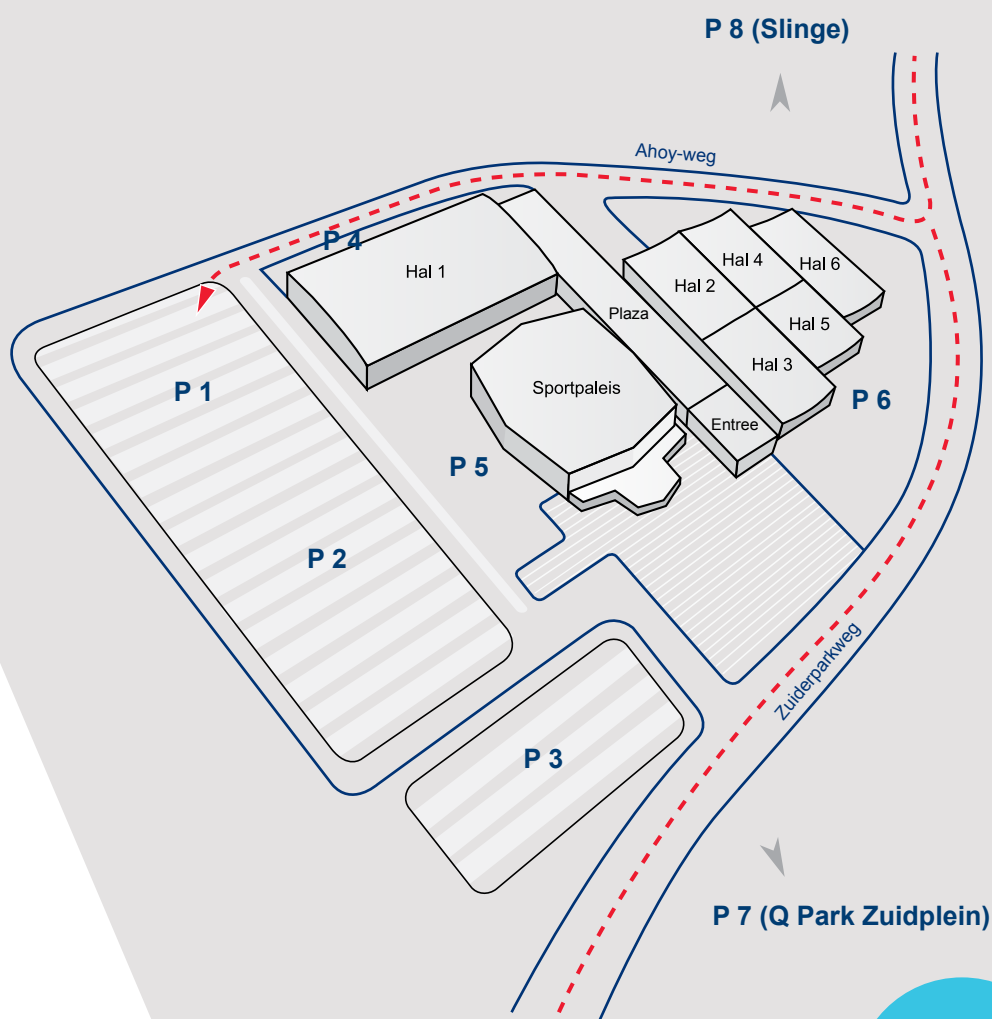 P 8 (Slinge)
Ahoy-weg
P 4
Hal 1
Hal 4
Hal 6
Hal 2
Plaza
Hal 5
Hal 3
Sportpaleis
P 1
P 6
Entree
P 5
P 2
Zuiderparkweg
P 3
P 7 (Q Park Zuidplein)